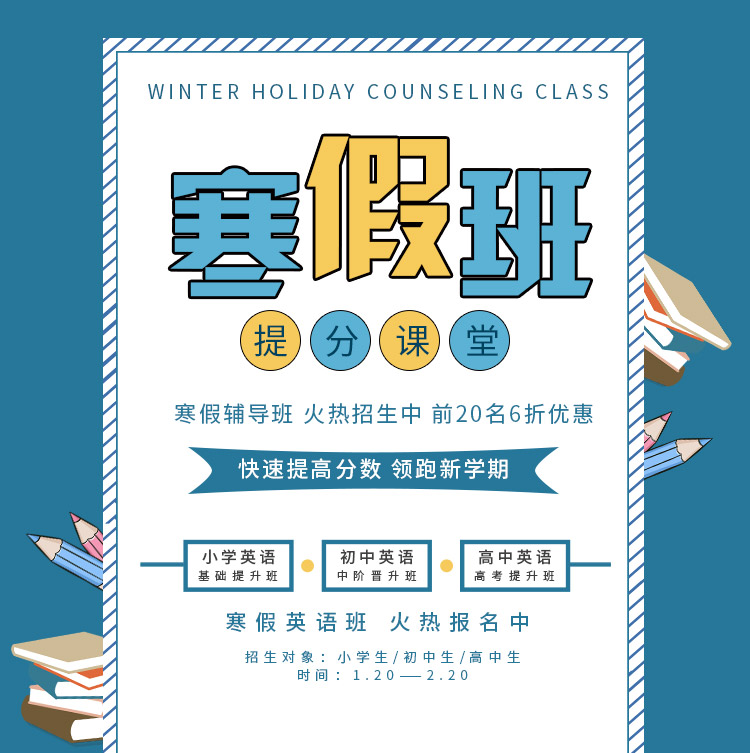 WINTER HOLIDAY COUNSELING CLASS
寒假班
提分课堂
寒假辅导班 火热招生中 前20名6折优惠
快速提高分数 领跑新学期
小学英语 初中英语 高中英语
基础提升班 中阶晋升班 高考提升班
寒假英语班 火热报名中
招生对象：小学生/初中生/高中生
时间：1.20——2.20